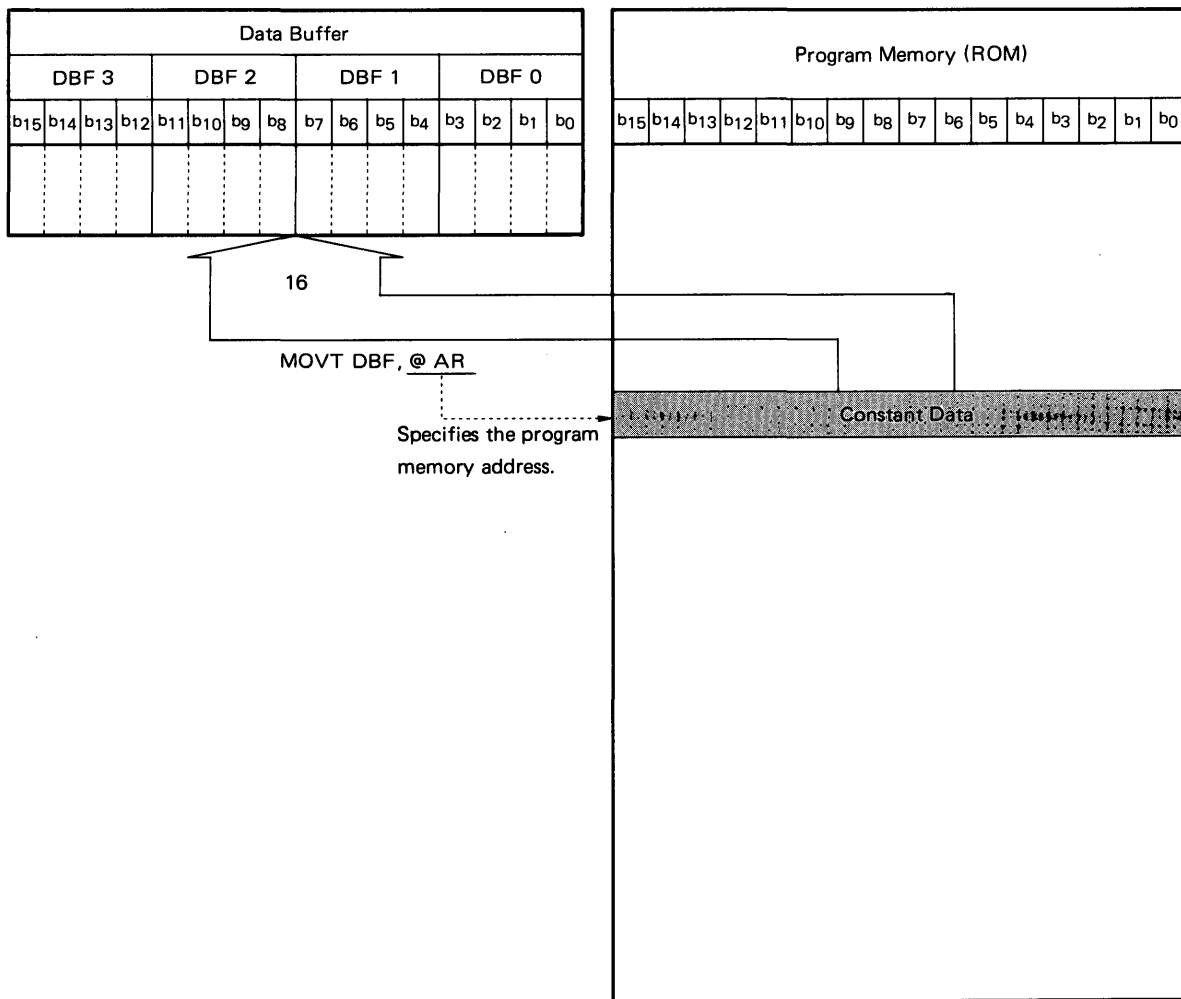 Data Buffer
DBF 3 DBF 2 DBF 1 DBF 0
b15 b14 b13 b12 b11 b10 b9 b8 b7 b6 b5 b4 b3 b2 b1 b0
Program Memory (ROM)
b15 b14 b13 b12 b11 b10 b9 b8 b7 b6 b5 b4 b3 b2 b1 b0
16
MOVT DBF, @ AR
Constant Data
Specifies the program
memory address.